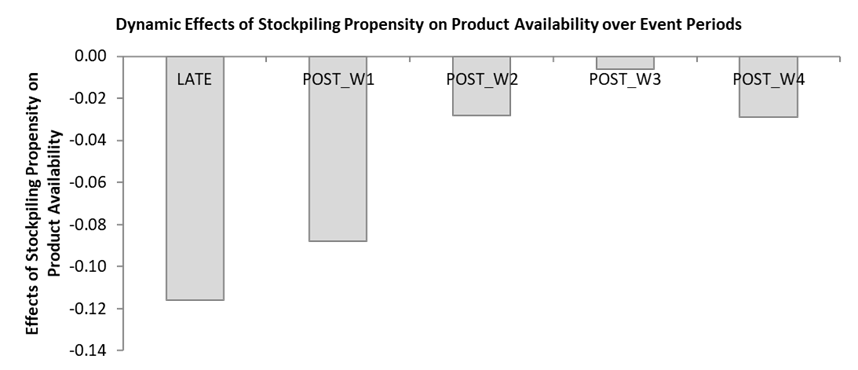 Dynamic Effects of Stockpiling Propensity on Product Availability over Event Periods
Effects of Stockpiling Propensity on
Product Availability
0.00
-0.02
-0.04
-0.06
-0.08
-0.10
-0.12
-0.14
LATE
POST_W1
POST_W2
POST_W3
POST_W4